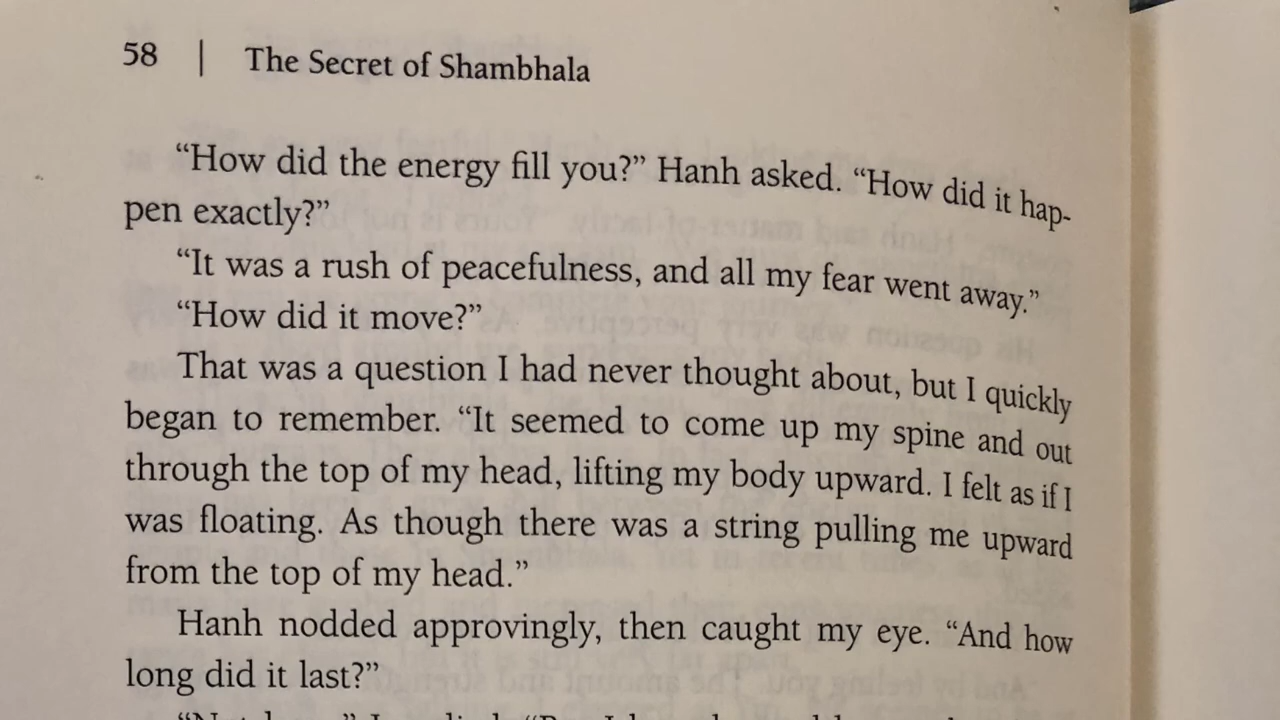 58 | The Secret of Shambhala
“How did the energy fill you?” Hanh asked. “How did it hap-
pen exactly?”
“It was a rush of peacefulness, and all my fear went away.”
“How did it move?”
That was a question I had never thought about, but I quickly
began to remember. “It seemed to come up my spine and out
through the top of my head, lifting my body upward. I felt as if I
was floating. As though there was a string pulling me upward
from the top of my head.”
Hanh nodded approvingly, then caught my eye. “And how
long did it last?”